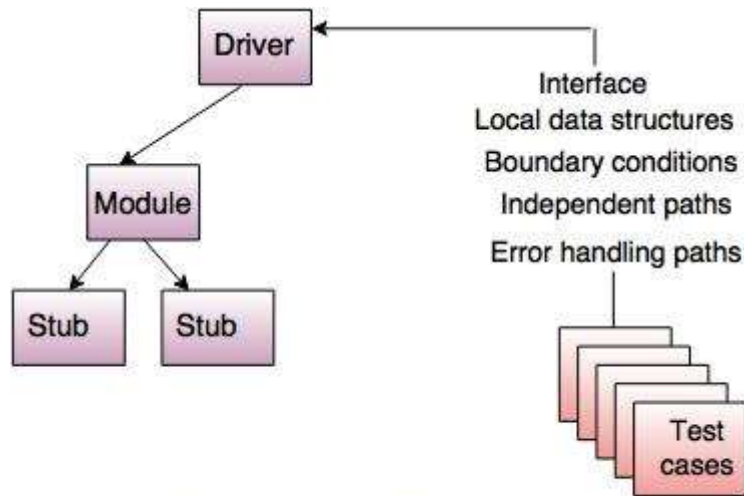 Driver
Interface
Local data structures
Boundary conditions
Module
Independent paths
Error handling paths
Stub
Stub
Test
cases